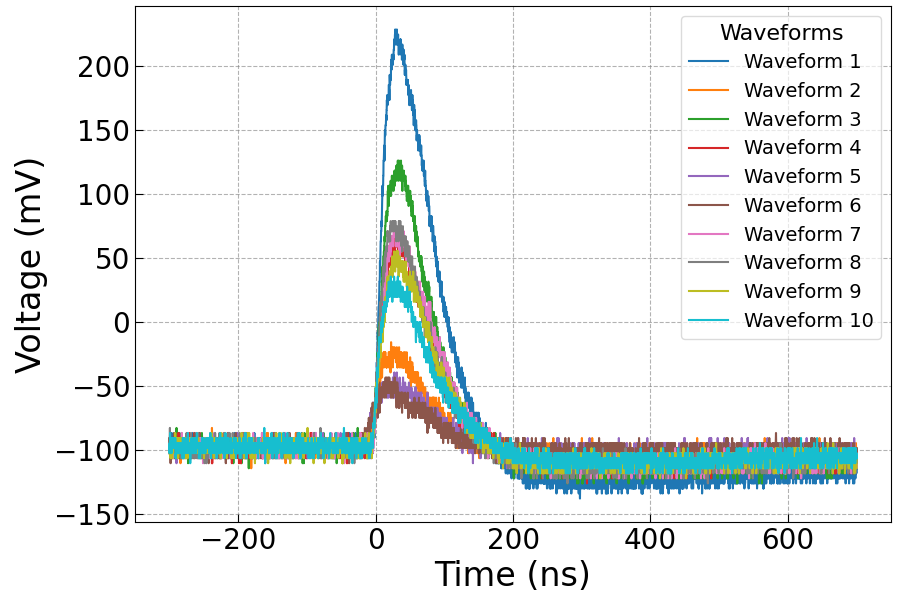 Voltage (mV)
200
150
100
50
0
−50
−100
−150
Waveforms
Waveform 1
Waveform 2
Waveform 3
Waveform 4
Waveform 5
Waveform 6
Waveform 7
Waveform 8
Waveform 9
Waveform 10
−200 0 200 400 600
Time (ns)